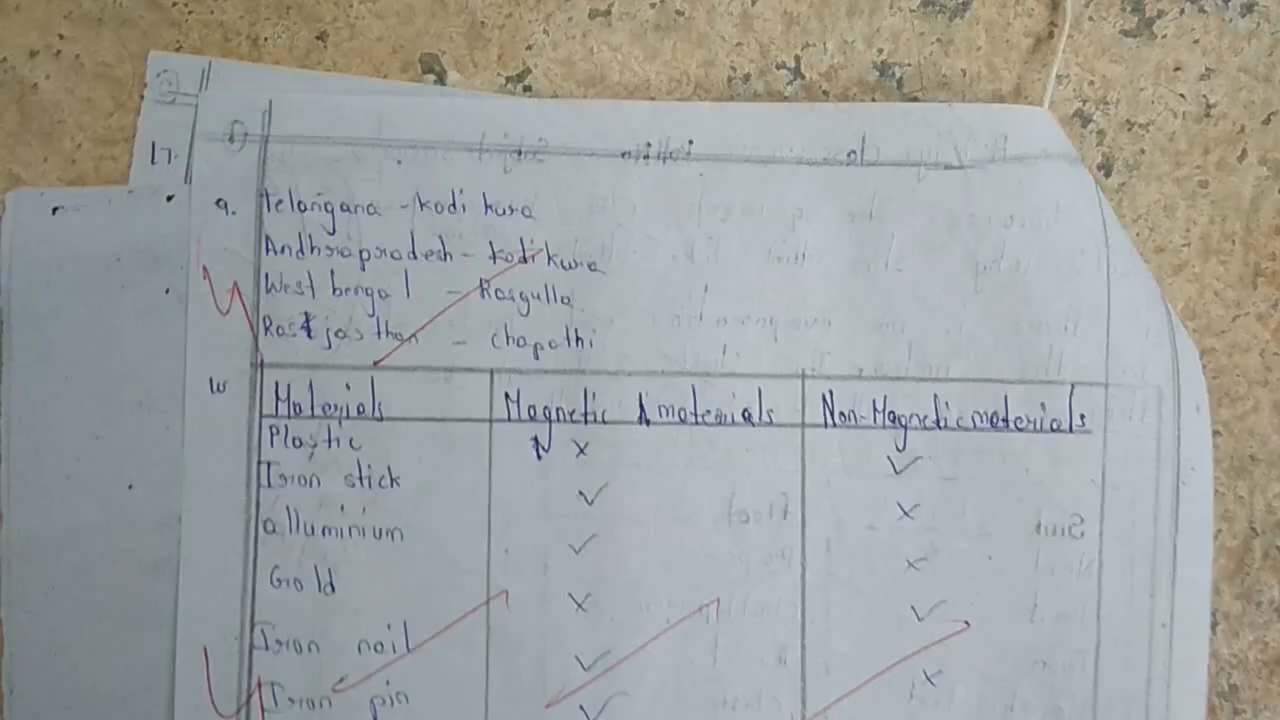 17.
9. Telangana - kodi kura
Andhrapradesh - kodi kura
West bengal - Rasgulla
Rastjasthan - chapathi
10 Materials Magnetic materials Non-Magnetic materials
Plastic N × ✓
Iron stick ✓ ×
alluminium ✓ ×
Gold × ✓
Iron nail ✓ ×
Iron pin ✓